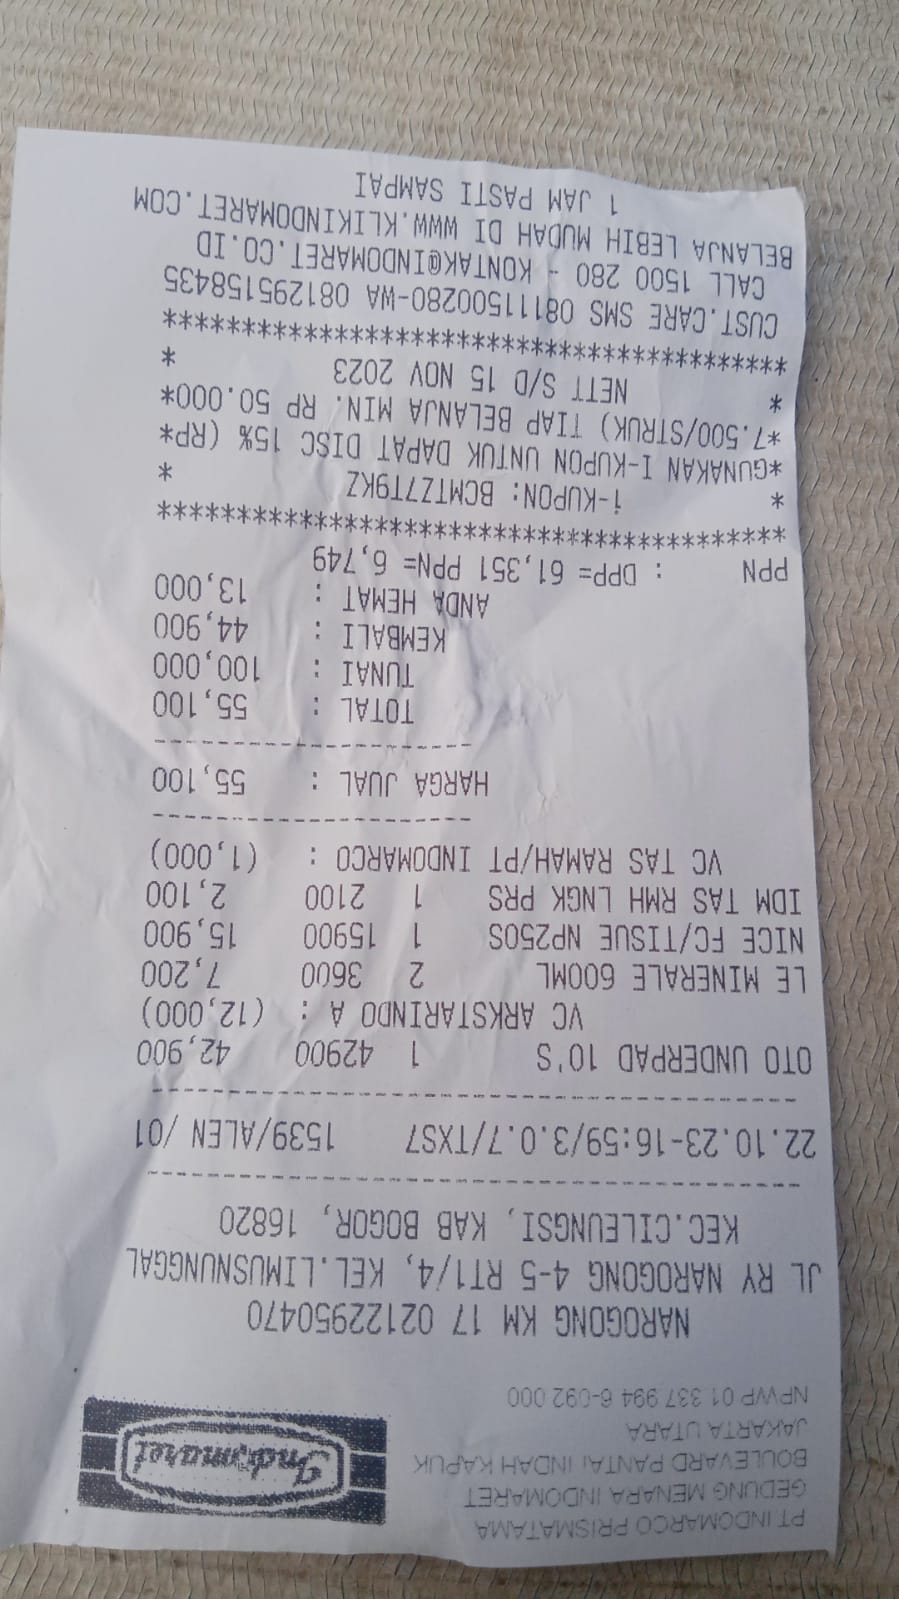 PT INDOMARCO PRISMATAMA
GEDUNG MENARA INDOMARET
BOULEVARD PANTAI INDAH KAPUK
JAKARTA UTARA
NPWP 01 337 994 6-092 000
Indomaret
NAROGONG KM 17 02122950470
JL RY NAROGONG 4-5 RT1/4, KEL.LIMUSNUNGGAL
KEC.CILEUNGSI, KAB BOGOR, 16820
22.10.23-16:59/3.0.7/TXS7 1539/ALEN /01
OTO UNDERPAD 10'S 1 42900 42,900
VC ARKSTARINDO A : (12,000)
LE MINERALE 600ML 2 3600 7,200
NICE FC/TISUE NP250S 1 15900 15,900
IDM TAS RMH LNGK PRS 1 2100 2,100
VC TAS RAMAH/PT INDOMARCO : (1,000)
HARGA JUAL : 55,100
TOTAL : 55,100
TUNAI : 100,000
KEMBALI : 44,900
ANDA HEMAT : 13,000
PPN : DPP= 61,351 PPN= 6,749
****************************************
* i-KUPON: BCMTZ7T9KZ *
*GUNAKAN I-KUPON UNTUK DAPAT DISC 15% (RP*
*7.500/STRUK) TIAP BELANJA MIN. RP 50.000*
* NETT S/D 15 NOV 2023 *
****************************************
CUST.CARE SMS 08111500280-WA 081295158435
CALL 1500 280 - KONTAK@INDOMARET.CO.ID
BELANJA LEBIH MUDAH DI WWW.KLIKINDOMARET.COM
1 JAM PASTI SAMPAI